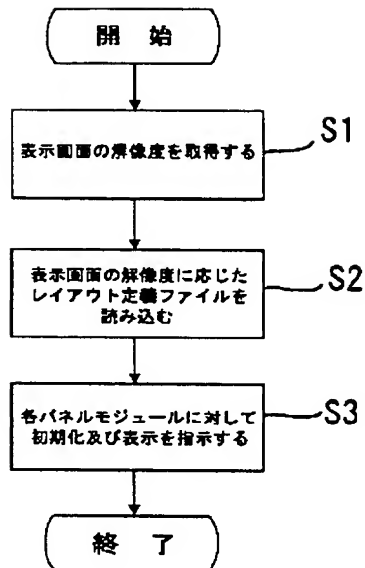 開 始
表示画面の解像度を取得する
S1
表示画面の解像度に応じた
レイアウト定義ファイルを
読み込む
S2
各パネルモジュールに対して
初期化及び表示を指示する
S3
終 了